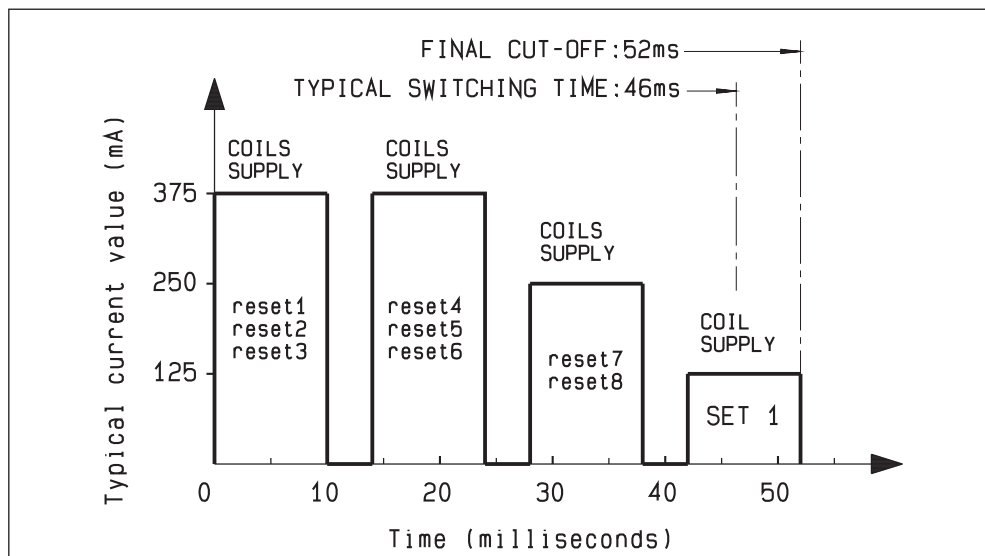 FINAL CUT-OFF:52ms
TYPICAL SWITCHING TIME:46ms
Typical current value (mA)
COILS
SUPPLY
COILS
SUPPLY
375
COILS
SUPPLY
250
reset1
reset2
reset3
reset4
reset5
reset6
COIL
SUPPLY
reset7
reset8
125
SET 1
0
10
20
30
40
50
Time (milliseconds)